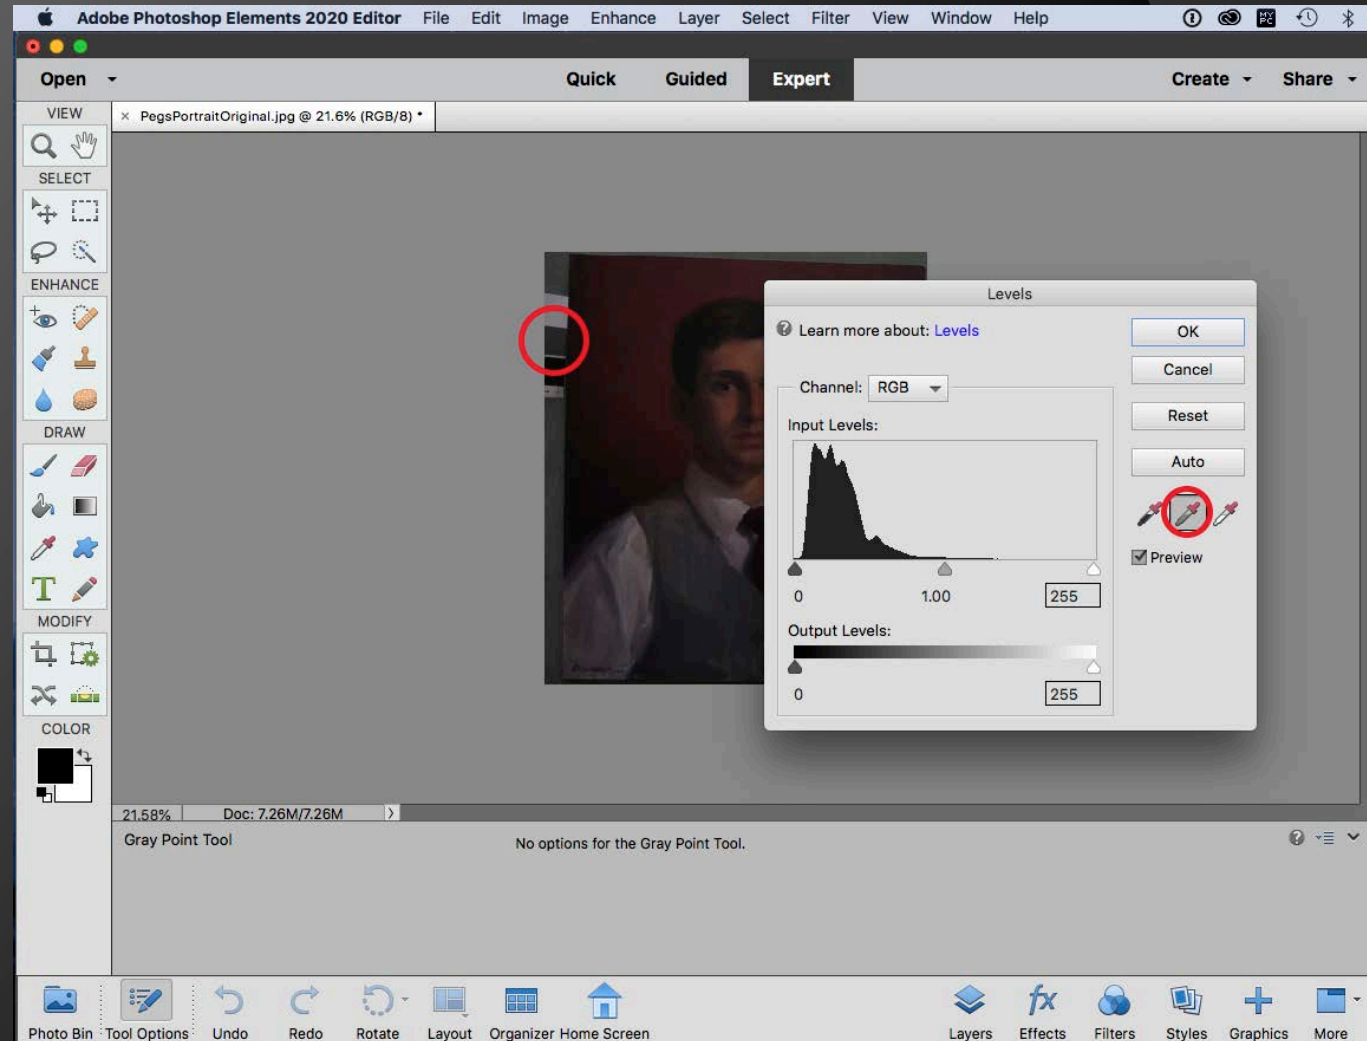 Adobe Photoshop Elements 2020 Editor File Edit Image Enhance Layer Select Filter View Window Help
Open Quick Guided Expert Create Share
VIEW
× PegsPortraitOriginal.jpg @ 21.6% (RGB/8) *
SELECT
ENHANCE
Levels
Learn more about: Levels
OK
Cancel
Channel: RGB
Reset
Input Levels:
Auto
DRAW
Preview
T
0 1.00 255
MODIFY
Output Levels:
0 255
COLOR
21.58% Doc: 7.26M/7.26M
Gray Point Tool
No options for the Gray Point Tool.
fx
Photo Bin Tool Options Undo Redo Rotate Layout Organizer Home Screen Layers Effects Filters Styles Graphics More